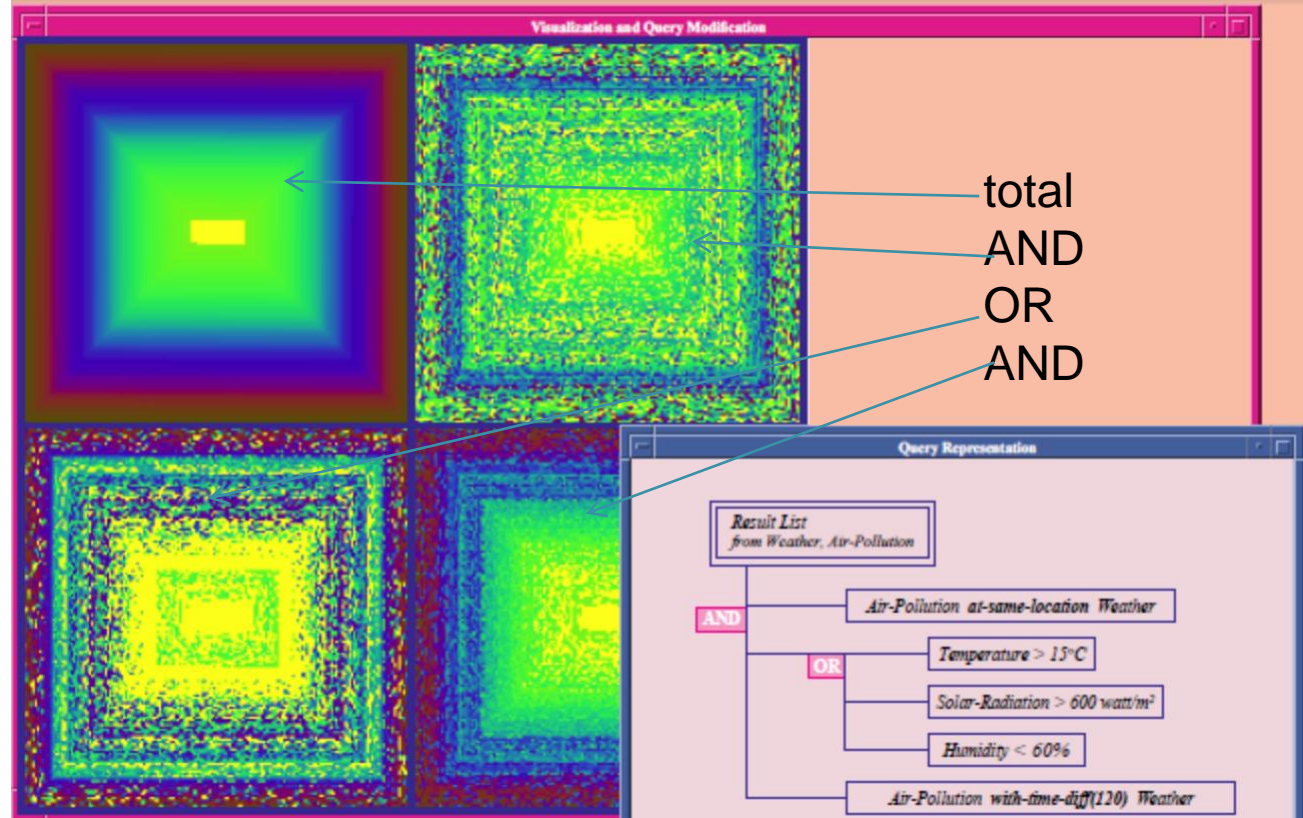 Visualization and Query Modification
total
AND
OR
AND
Query Representation
Result List
from Weather, Air-Pollution
AND
Air-Pollution at-same-location Weather
OR
Temperature > 15°C
Solar-Radiation > 600 watt/m²
Humidity < 60%
Air-Pollution with-time-diff(120) Weather